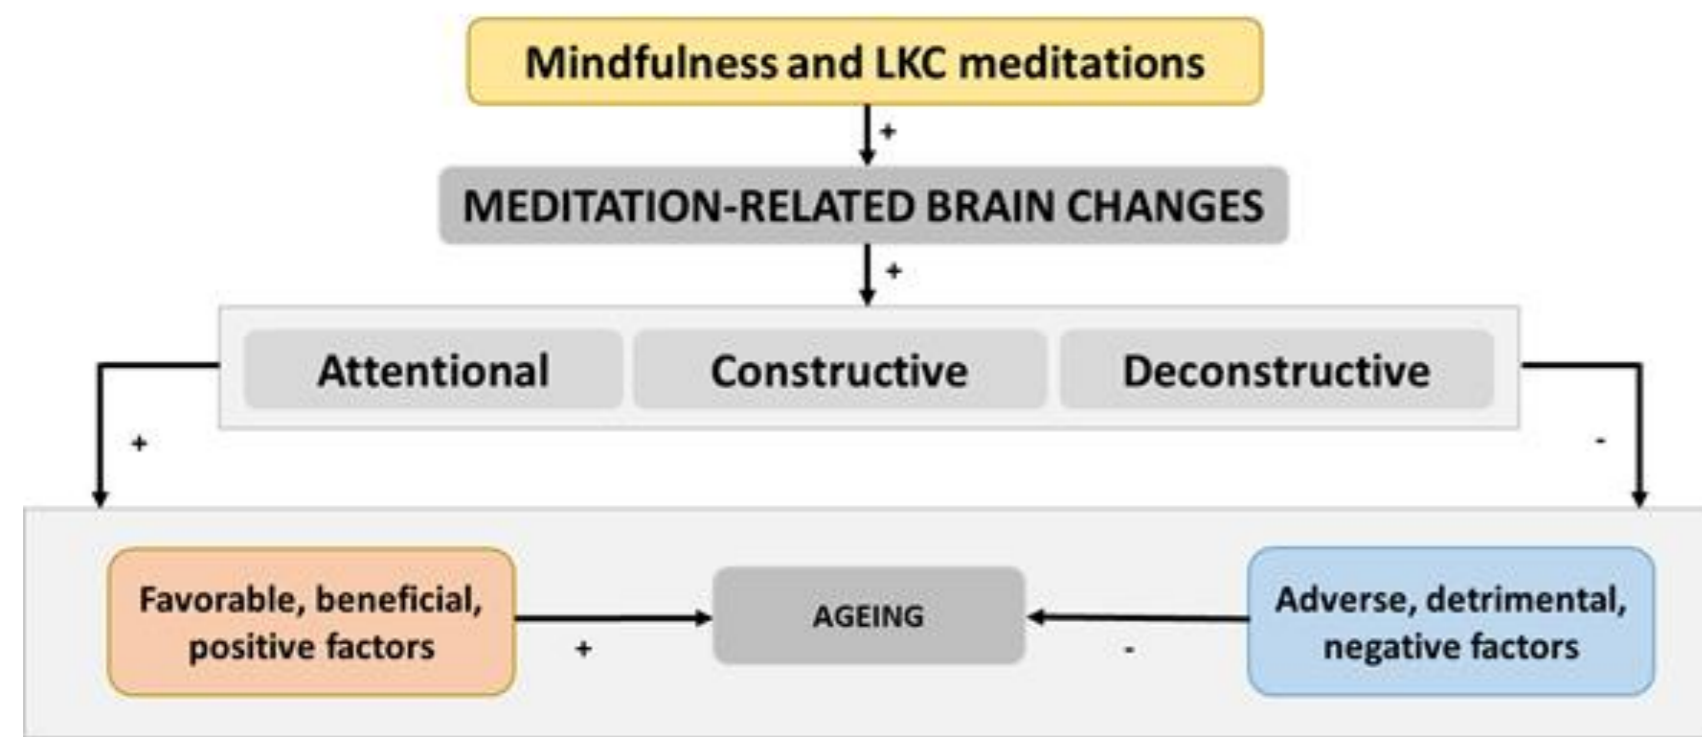 Mindfulness and LKC meditations
+
MEDITATION-RELATED BRAIN CHANGES
+
Attentional
Constructive
Deconstructive
+
-
Favorable, beneficial,
positive factors
+
AGEING
-
Adverse, detrimental,
negative factors